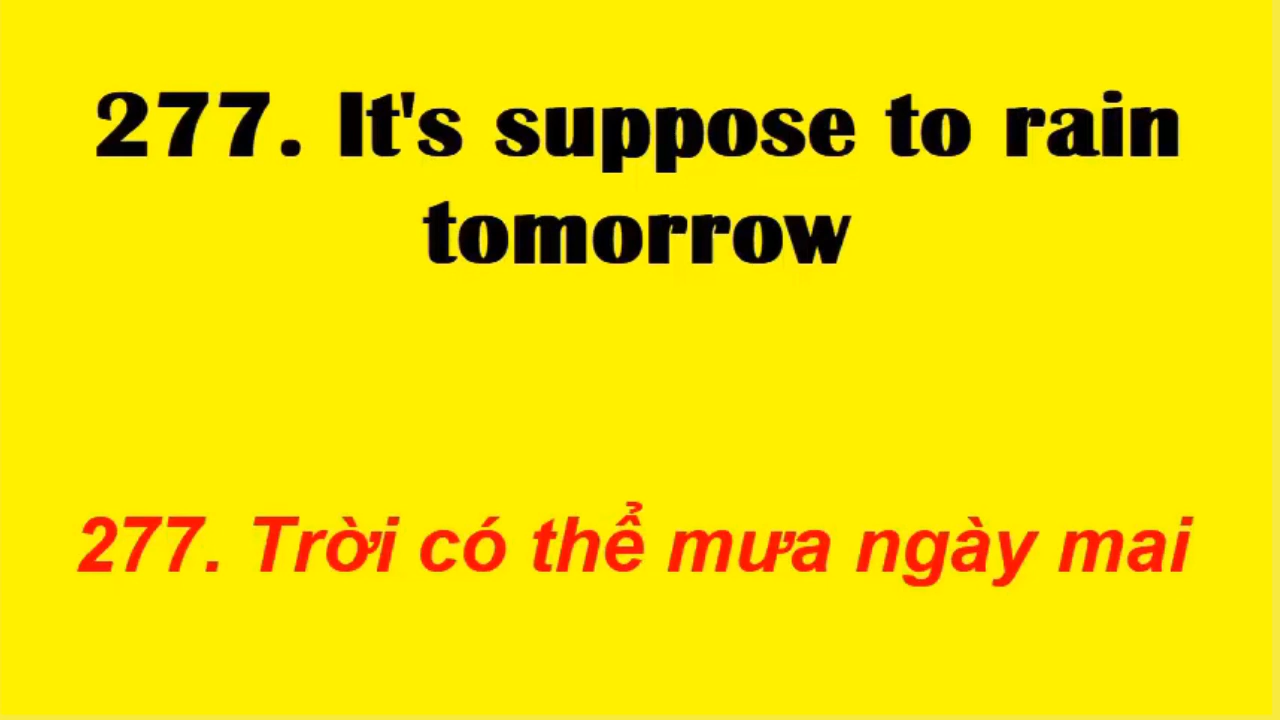 277. It's suppose to rain
tomorrow
277. Trời có thể mưa ngày mai